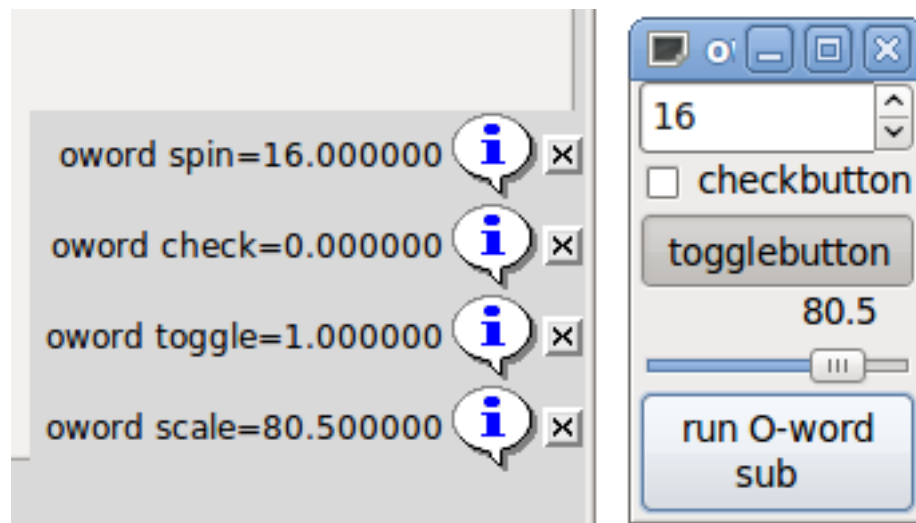 oword spin=16.000000
oword check=0.000000
oword toggle=1.000000
oword scale=80.500000
16
checkbutton
togglebutton
80.5
run O-word
sub